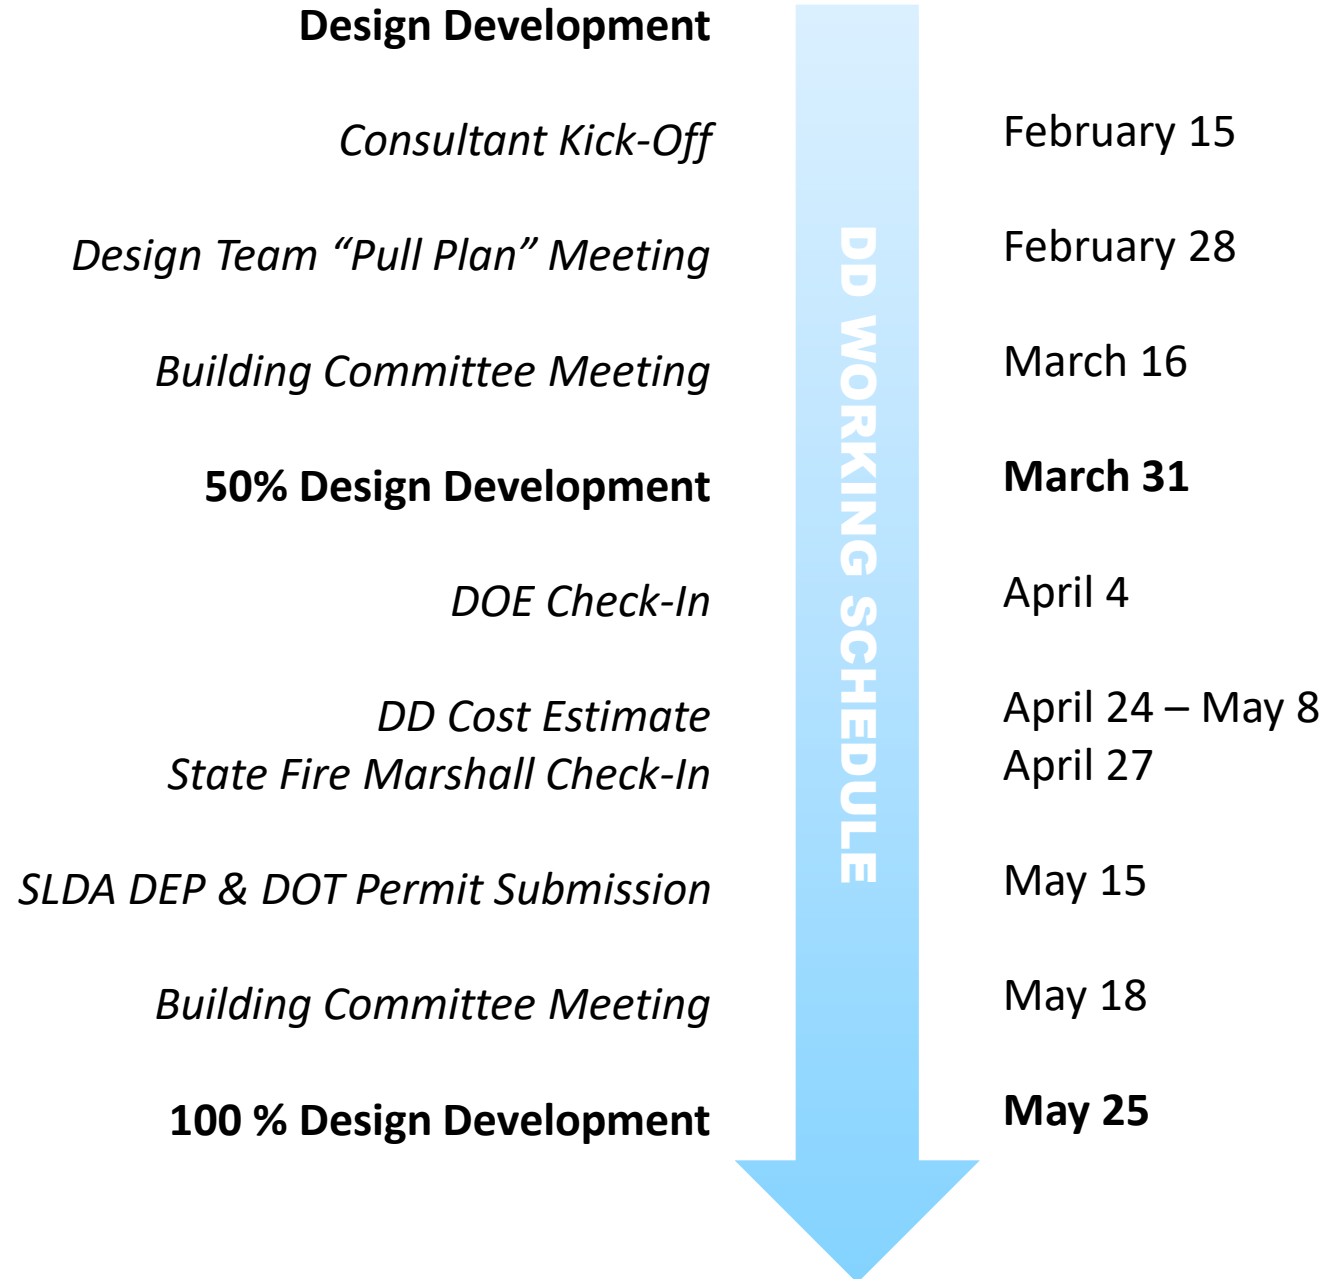 Design Development
Consultant Kick-Off February 15
Design Team “Pull Plan” Meeting February 28
Building Committee Meeting March 16
50% Design Development March 31
DOE Check-In April 4
DD Cost Estimate April 24 – May 8
State Fire Marshall Check-In April 27
SLDA DEP & DOT Permit Submission May 15
Building Committee Meeting May 18
100 % Design Development May 25
DD WORKING SCHEDULE